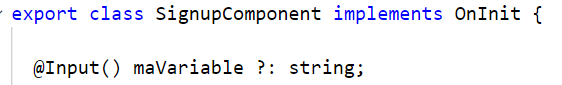 export class SignupComponent implements OnInit {
@Input() maVariable ?: string;